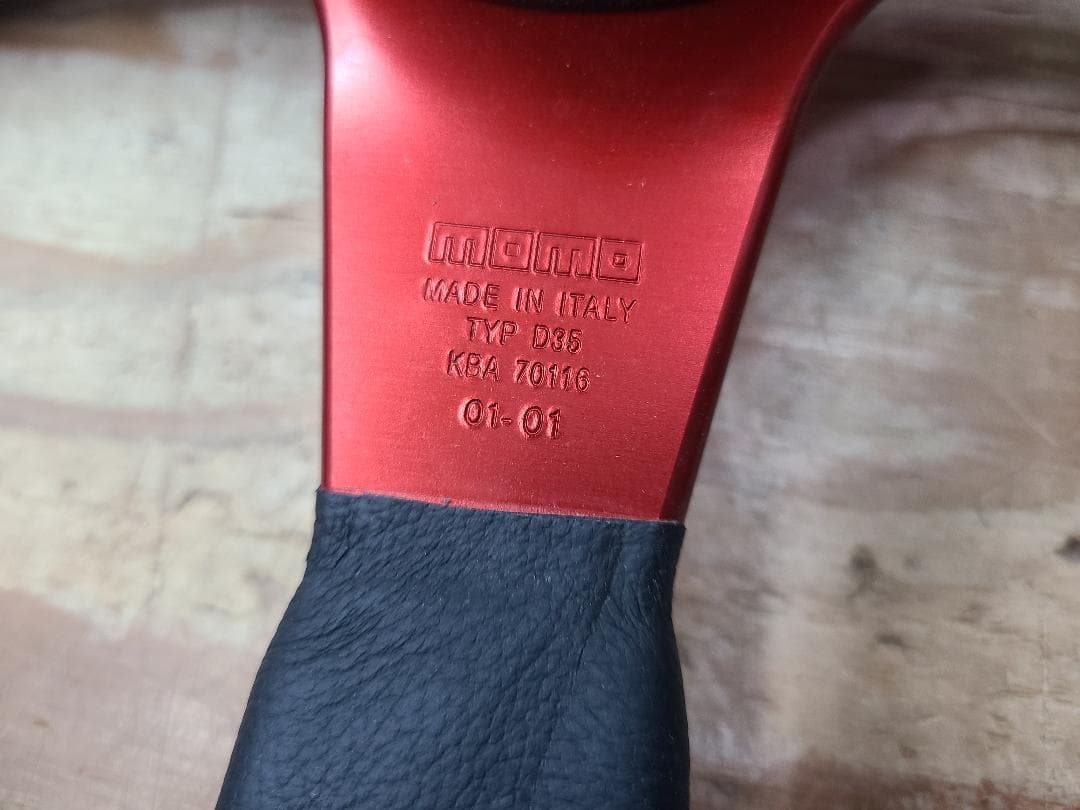 momo
MADE IN ITALY
TYP D35
KBA 70116
01-01